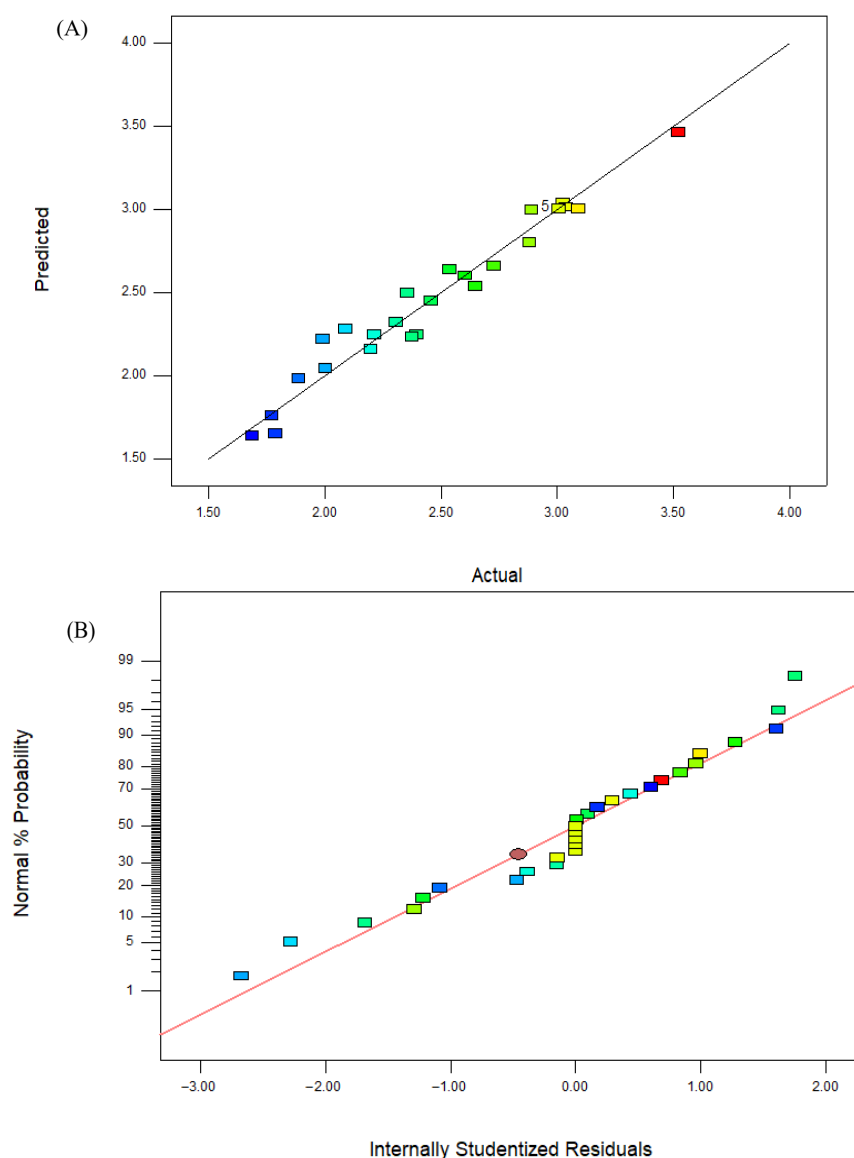 (A)
4.00
3.50
3.00
2.50
2.00
1.50
Predicted
5
1.50 2.00 2.50 3.00 3.50 4.00
Actual
(B)
99
95
90
80
70
50
30
20
10
5
1
Normal % Probability
−3.00 −2.00 −1.00 0.00 1.00 2.00
Internally Studentized Residuals